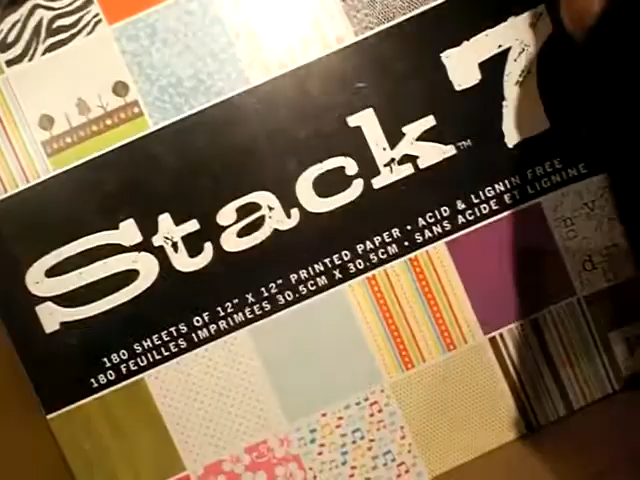 Stack 7™
180 SHEETS OF 12" X 12" PRINTED PAPER • ACID & LIGNIN FREE
180 FEUILLES IMPRIMÉES 30.5CM X 30.5CM • SANS ACIDE ET LIGNINE